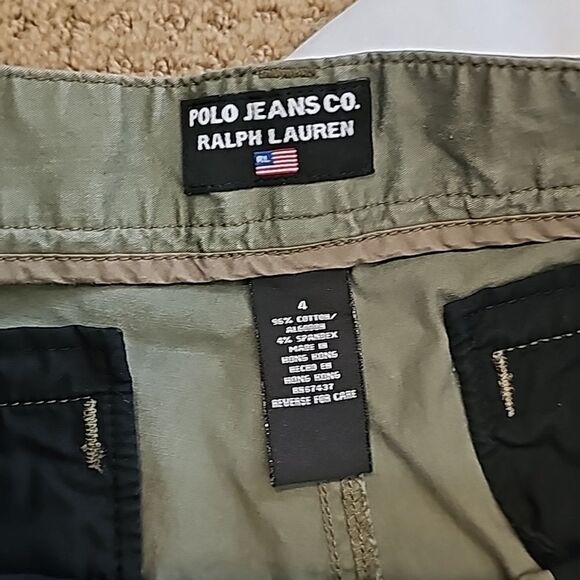 POLO JEANS CO.
RALPH LAUREN
RL
4
96% COTTON/
ALGODON
4% SPANDEX
MADE IN
HONG KONG
HECHO EN
HONG KONG
RN67437
REVERSE FOR CARE